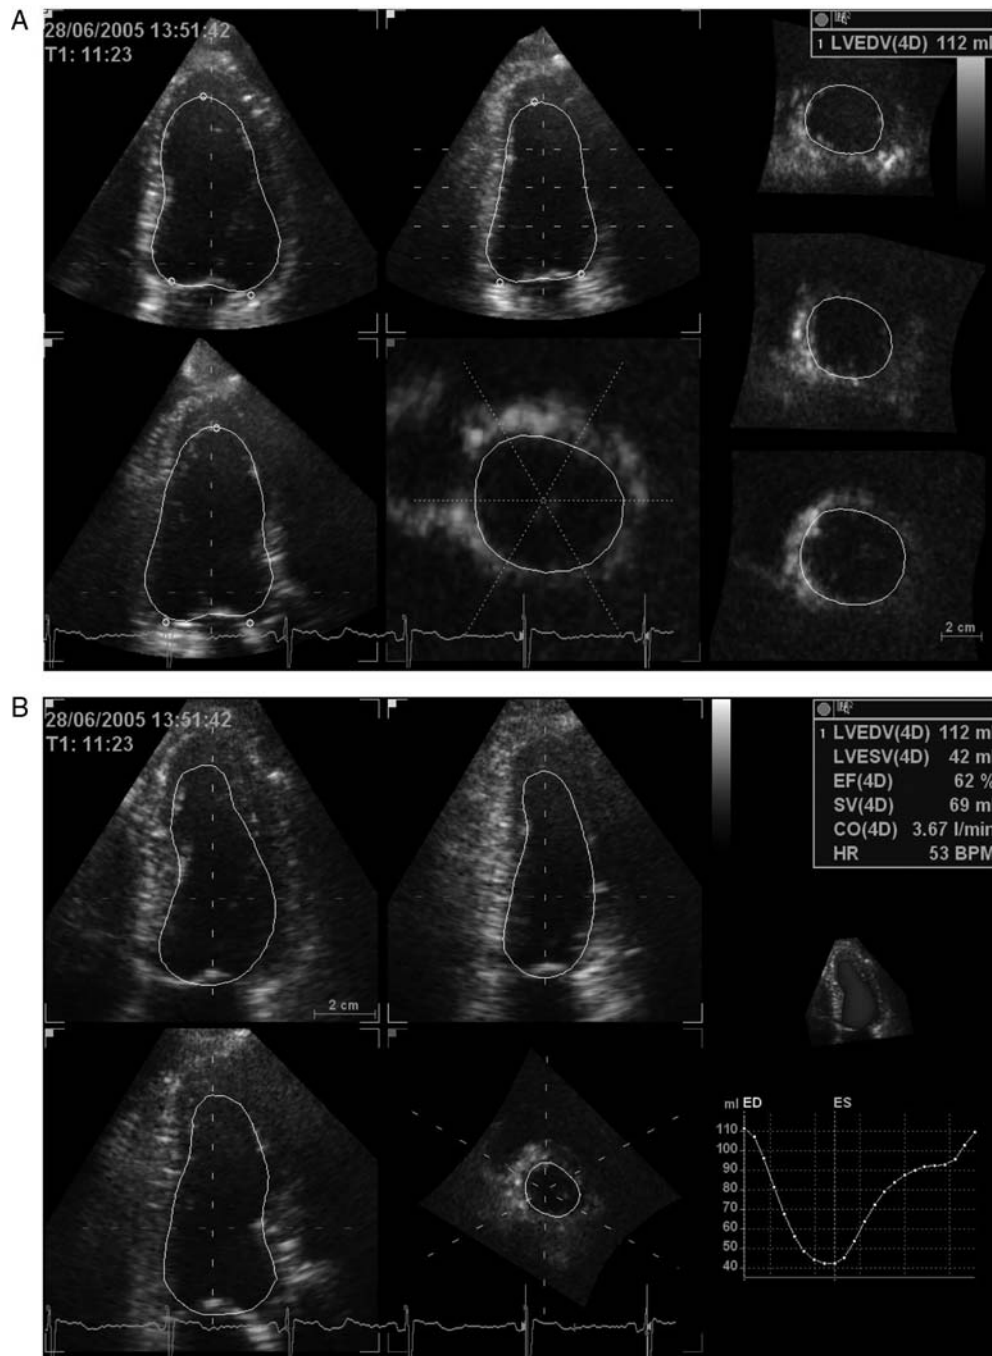 A
28/06/2005 13:51:42
T1: 11:23
1 LVEDV(4D) 112 ml
2 cm
B
28/06/2005 13:51:42
T1: 11:23
1 LVEDV(4D) 112 ml
LVESV(4D) 42 ml
EF(4D) 62 %
SV(4D) 69 m
CO(4D) 3.67 l/min
HR 53 BPM
2 cm
ml ED ES
110
100
90
80
70
60
50
40